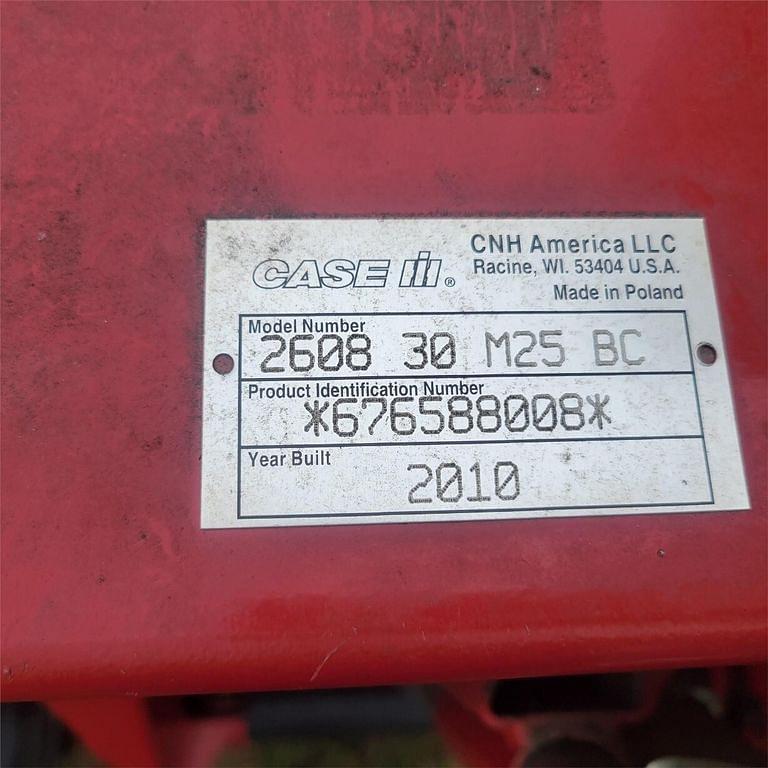 CASE IH®
CNH America LLC
Racine, WI. 53404 U.S.A.
Made in Poland
Model Number
2608 30 M25 BC
Product Identification Number
*676588008*
Year Built
2010